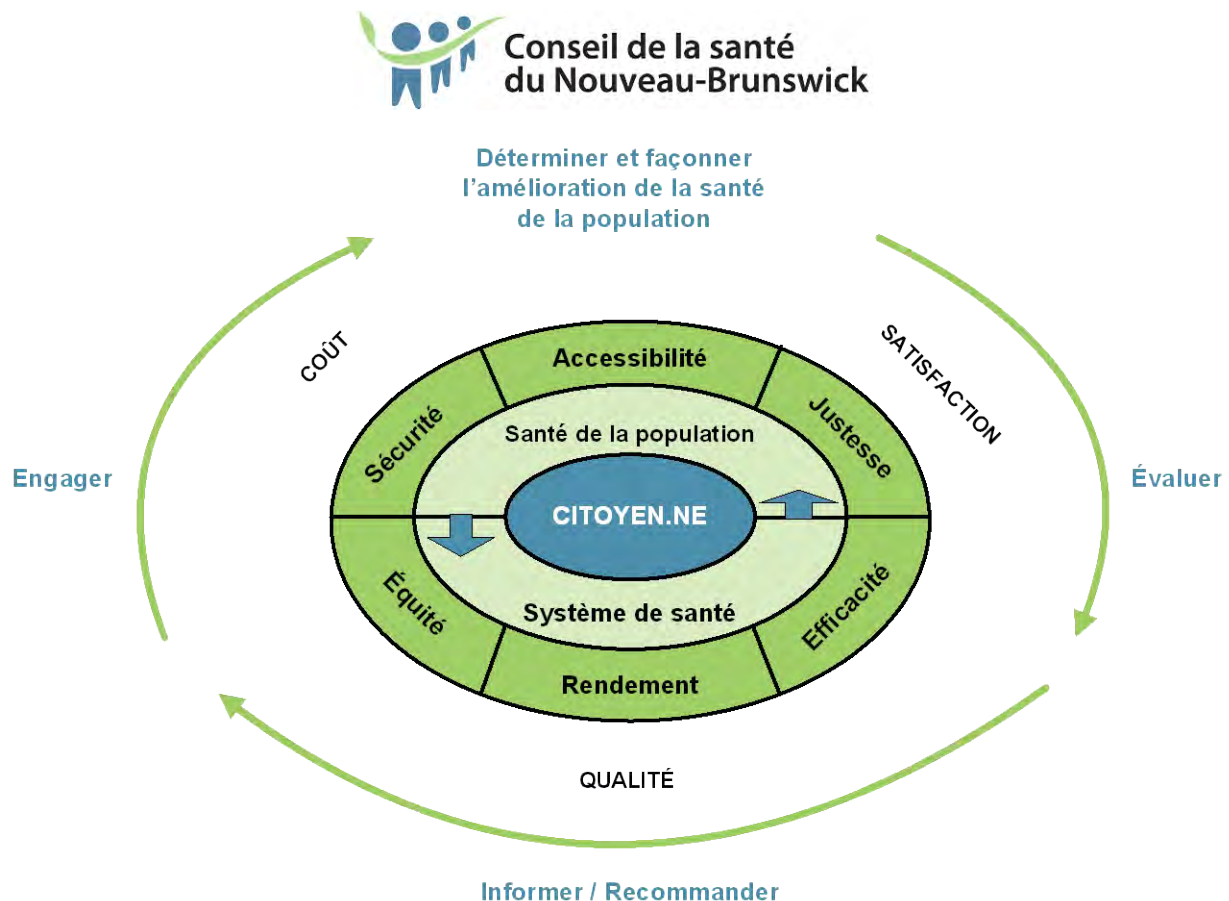 Conseil de la santé
du Nouveau-Brunswick
Déterminer et façonner
l'amélioration de la santé
de la population
COÛT
SATISFACTION
Accessibilité
Sécurité
Justesse
Santé de la population
Engager
Évaluer
CITOYEN.NE
Équité
Système de santé
Efficacité
Rendement
QUALITÉ
Informer / Recommander